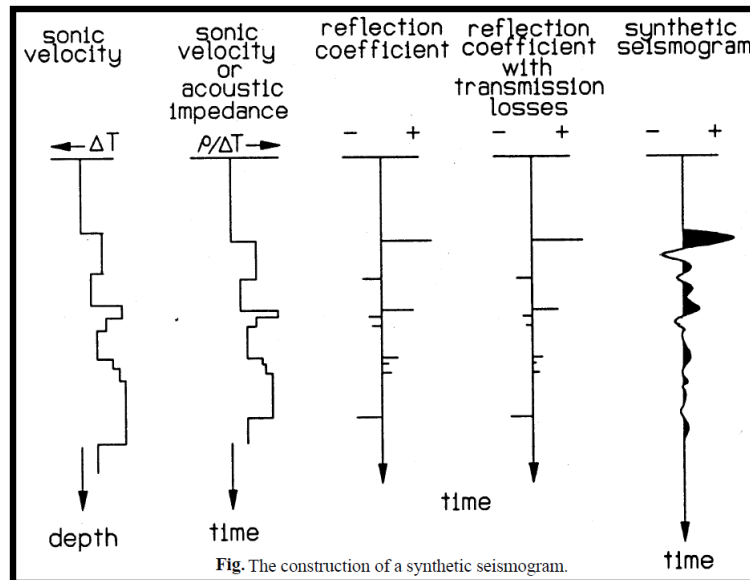 sonic
velocity
← ΔT
depth
sonic
velocity
or
acoustic
impedance
ρ/ΔT →
time
reflection
coefficient
- +
reflection
coefficient
with
transmission
losses
- +
time
synthetic
seismogram
- +
time
Fig. The construction of a synthetic seismogram.